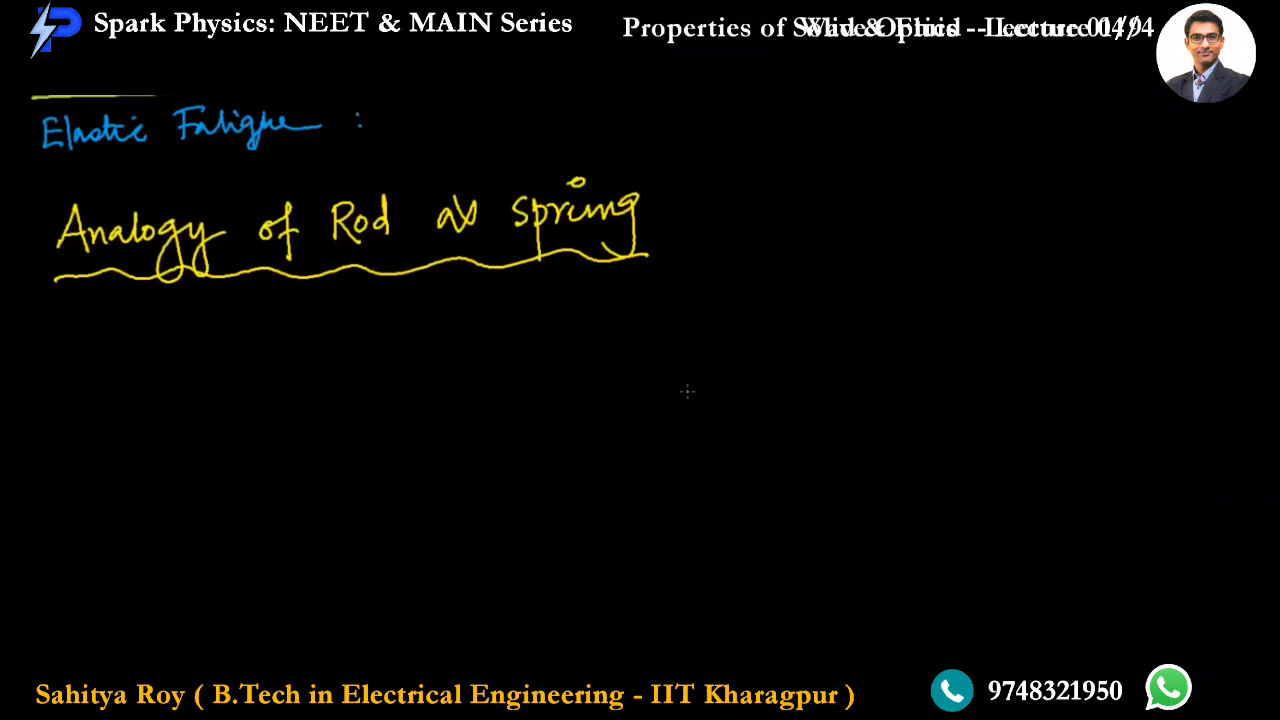 Spark Physics: NEET & MAIN Series
Elastic Fatigue :
Analogy of Rod as spring
Sahitya Roy ( B.Tech in Electrical Engineering - IIT Kharagpur )
9748321950